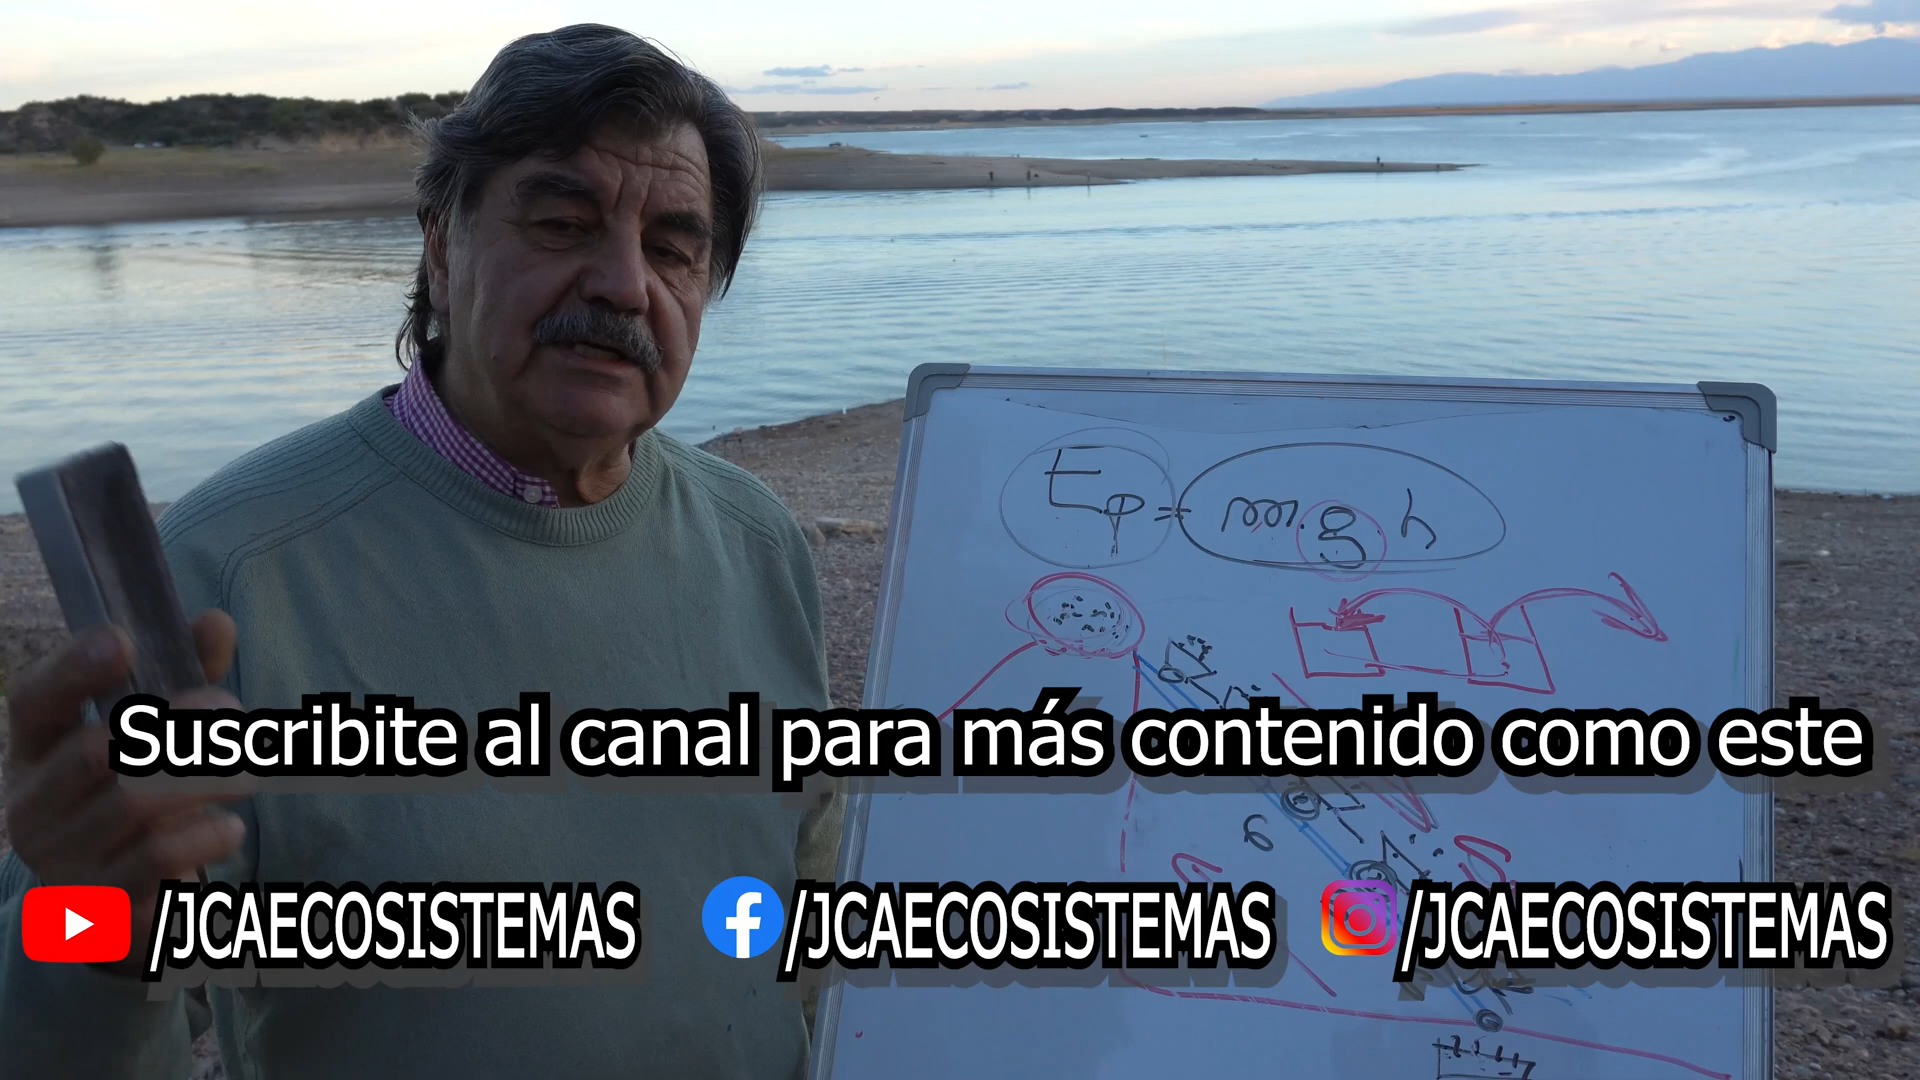 Ep = m.g.h
Suscribite al canal para más contenido como este
/JCAECOSISTEMAS /JCAECOSISTEMAS /JCAECOSISTEMAS